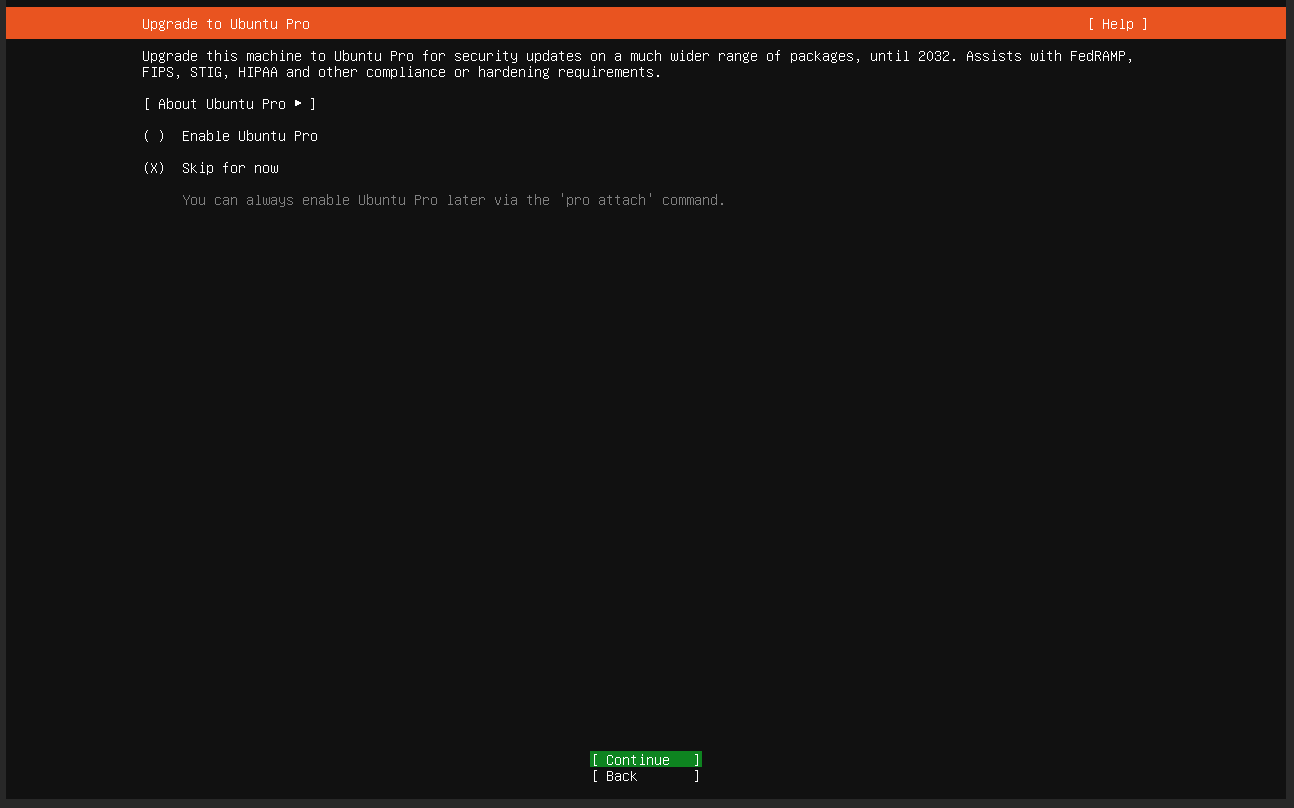 Upgrade to Ubuntu Pro [ Help ]
Upgrade this machine to Ubuntu Pro for security updates on a much wider range of packages, until 2032. Assists with FedRAMP,
FIPS, STIG, HIPAA and other compliance or hardening requirements.
[ About Ubuntu Pro ► ]
( ) Enable Ubuntu Pro
(X) Skip for now
You can always enable Ubuntu Pro later via the 'pro attach' command.
[ Continue ]
[ Back ]